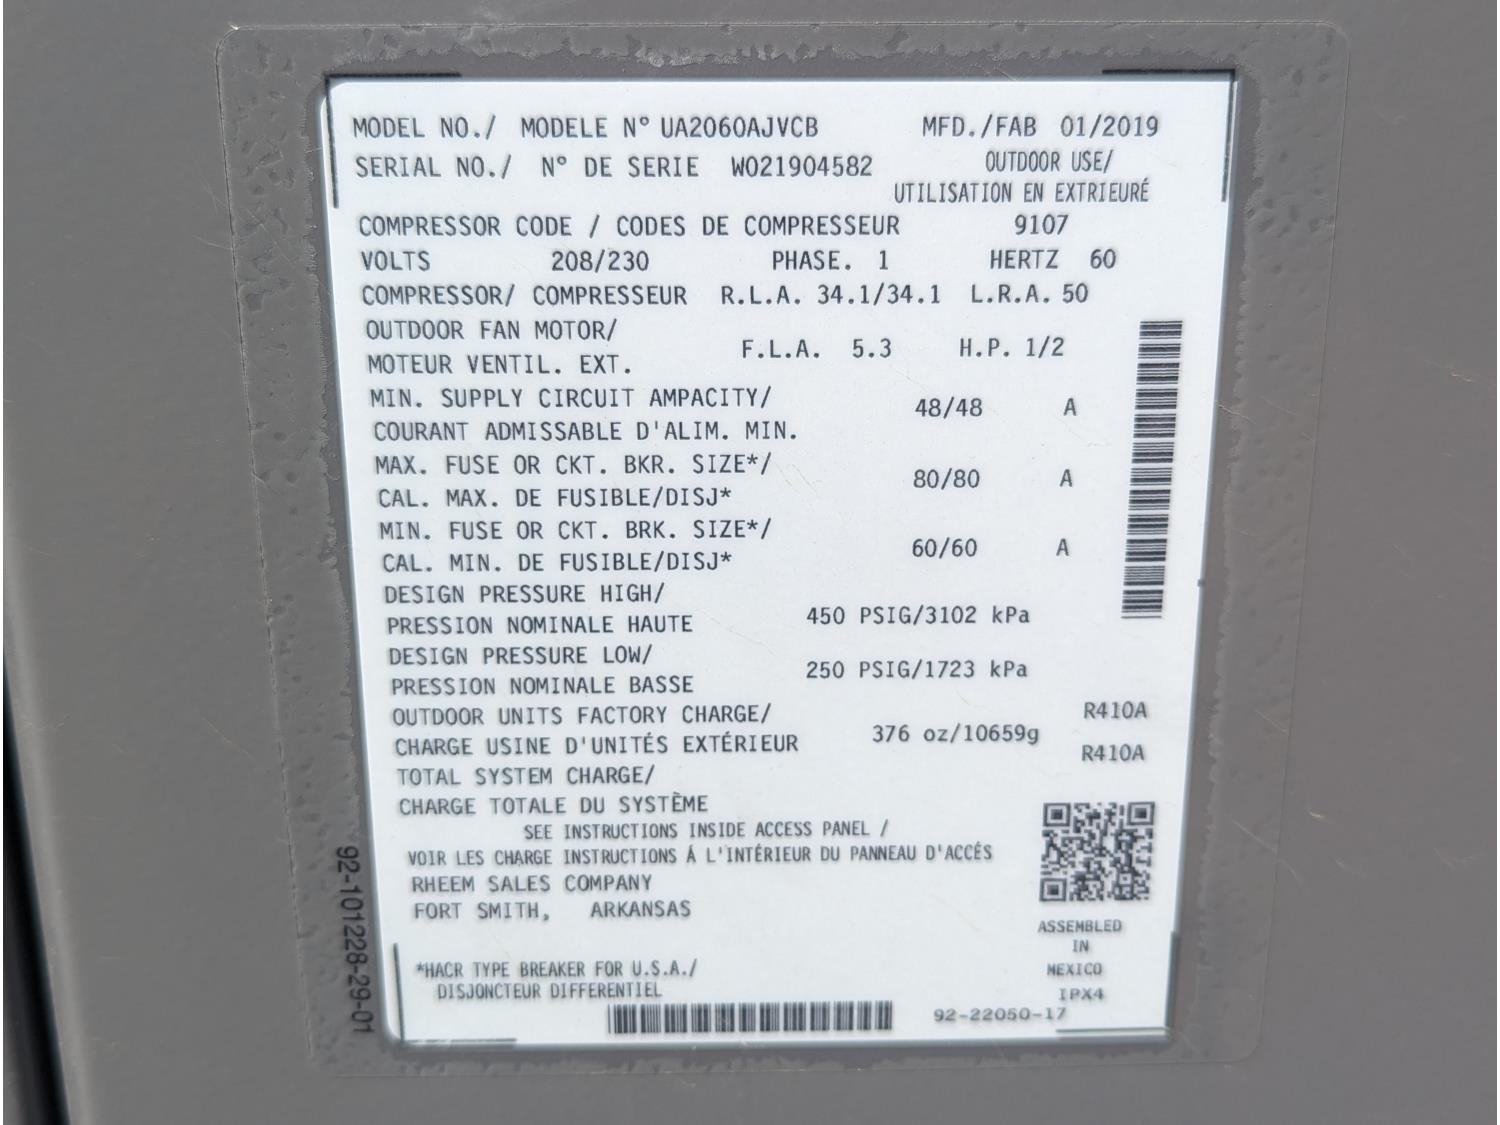 MODEL NO./ MODELE N° UA2060AJVCB MFD./FAB 01/2019
SERIAL NO./ N° DE SERIE W021904582 OUTDOOR USE/
UTILISATION EN EXTRIEURÉ
COMPRESSOR CODE / CODES DE COMPRESSEUR 9107
VOLTS 208/230 PHASE. 1 HERTZ 60
COMPRESSOR/ COMPRESSEUR R.L.A. 34.1/34.1 L.R.A. 50
OUTDOOR FAN MOTOR/
MOTEUR VENTIL. EXT. F.L.A. 5.3 H.P. 1/2
MIN. SUPPLY CIRCUIT AMPACITY/
COURANT ADMISSABLE D'ALIM. MIN. 48/48 A
MAX. FUSE OR CKT. BKR. SIZE*/
CAL. MAX. DE FUSIBLE/DISJ* 80/80 A
MIN. FUSE OR CKT. BRK. SIZE*/
CAL. MIN. DE FUSIBLE/DISJ* 60/60 A
DESIGN PRESSURE HIGH/
PRESSION NOMINALE HAUTE 450 PSIG/3102 kPa
DESIGN PRESSURE LOW/
PRESSION NOMINALE BASSE 250 PSIG/1723 kPa
OUTDOOR UNITS FACTORY CHARGE/ R410A
CHARGE USINE D'UNITÉS EXTÉRIEUR 376 oz/10659g R410A
TOTAL SYSTEM CHARGE/
CHARGE TOTALE DU SYSTÈME
SEE INSTRUCTIONS INSIDE ACCESS PANEL /
VOIR LES CHARGE INSTRUCTIONS Á L'INTÉRIEUR DU PANNEAU D'ACCÉS
RHEEM SALES COMPANY
FORT SMITH, ARKANSAS
ASSEMBLED
IN
MEXICO
IPX4
*HACR TYPE BREAKER FOR U.S.A./
DISJONCTEUR DIFFERENTIEL
92-22050-17
92-101228-29-01